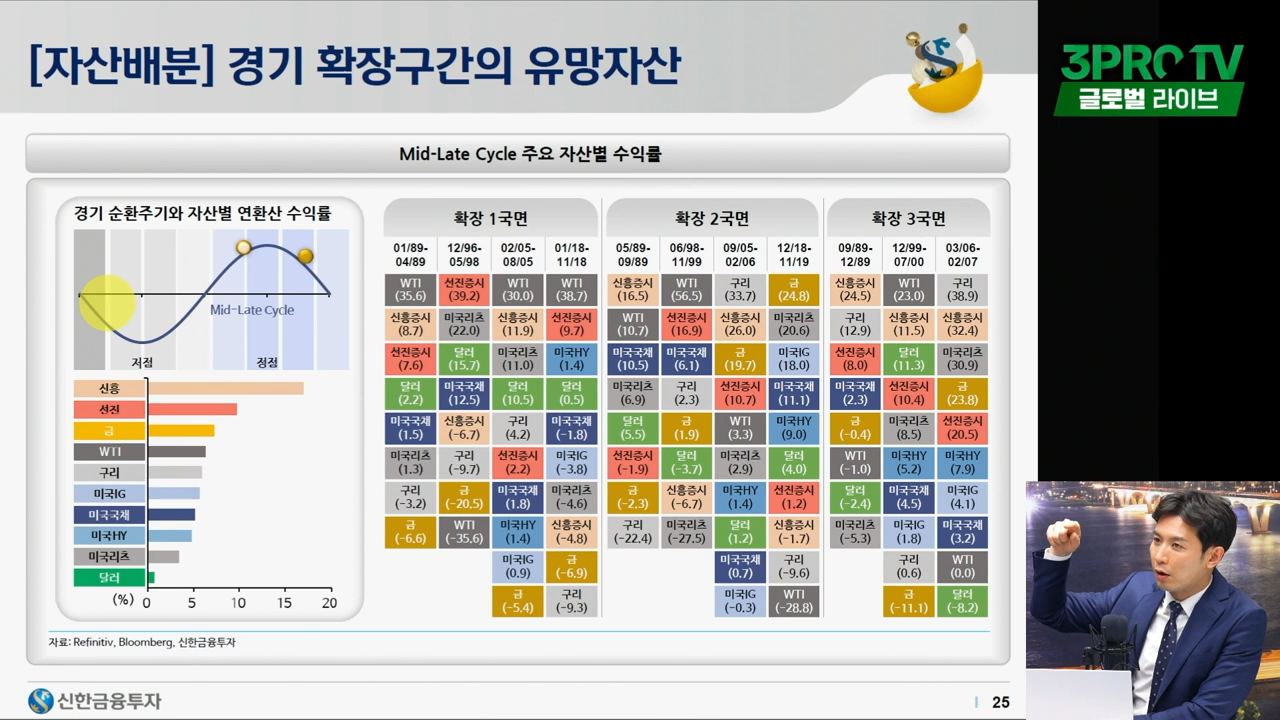 [자산배분] 경기 확장구간의 유망자산
3PROTV
글로벌 라이브
Mid-Late Cycle 주요 자산별 수익률
경기 순환주기와 자산별 연환산 수익률
Mid-Late Cycle
저점 정점
신흥
선진
금
WTI
구리
미국IG
미국국채
미국HY
미국리츠
달러
(%) 0 5 10 15 20
확장 1국면 확장 2국면 확장 3국면
01/89- 12/96- 02/05- 01/18- 05/89- 06/98- 09/05- 12/18- 09/89- 12/99- 03/06-
04/89 05/98 08/05 11/18 09/89 11/99 02/06 11/19 12/89 07/00 02/07
WTI 선진증시 WTI WTI 신흥증시 WTI 구리 금 신흥증시 WTI 구리
(35.6) (39.2) (30.0) (38.7) (16.5) (56.5) (33.7) (24.8) (24.5) (23.0) (38.9)
신흥증시 미국리츠 신흥증시 선진증시 WTI 선진증시 신흥증시 미국리츠 구리 신흥증시 신흥증시
(8.7) (22.0) (11.9) (9.7) (10.7) (16.9) (26.0) (20.6) (12.9) (11.5) (32.4)
선진증시 달러 미국리츠 미국HY 미국국채 미국국채 금 미국IG 선진증시 달러 미국리츠
(7.6) (15.7) (11.0) (1.4) (10.5) (6.1) (19.7) (18.0) (8.0) (11.3) (30.9)
달러 미국국채 달러 달러 미국리츠 구리 선진증시 미국국채 미국국채 선진증시 금
(2.2) (12.5) (10.5) (0.5) (6.9) (2.3) (10.7) (11.1) (2.3) (10.4) (23.8)
미국국채 신흥증시 구리 미국국채 달러 금 WTI 미국HY 금 미국리츠 선진증시
(1.5) (-6.7) (4.2) (-1.8) (5.5) (1.9) (3.3) (9.0) (-0.4) (8.5) (20.5)
미국리츠 구리 선진증시 미국IG 선진증시 달러 미국리츠 달러 WTI 미국HY 미국HY
(1.3) (-9.7) (2.2) (-3.8) (-1.9) (-3.7) (2.9) (4.0) (-1.0) (5.2) (7.9)
구리 금 미국국채 미국리츠 금 신흥증시 미국HY 선진증시 달러 미국국채 미국IG
(-3.2) (-20.5) (1.8) (-4.6) (-2.3) (-6.7) (1.4) (1.2) (-2.4) (4.5) (4.1)
금 WTI 미국HY 신흥증시 구리 미국리츠 달러 신흥증시 미국리츠 미국IG 미국국채
(-6.6) (-35.6) (1.4) (-4.8) (-22.4) (-27.5) (1.2) (-1.7) (-5.3) (1.8) (3.2)
미국IG 금 미국국채 구리 구리 WTI
(0.9) (-6.9) (0.7) (-9.6) (0.6) (0.0)
금 구리 미국IG WTI 금 달러
(-5.4) (-9.3) (-0.3) (-28.8) (-11.1) (-8.2)
자료: Refinitiv, Bloomberg, 신한금융투자
신한금융투자
25